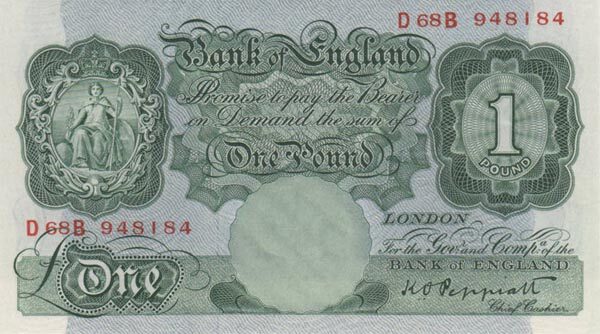 D68B 948184
Bank of England
Promise to pay the Bearer
on Demand the sum of
One Pound
1
POUND
D68B 948184
LONDON
For the Govr. and Compa. of the
BANK OF ENGLAND
£One
K O Peppiatt
Chief Cashier.